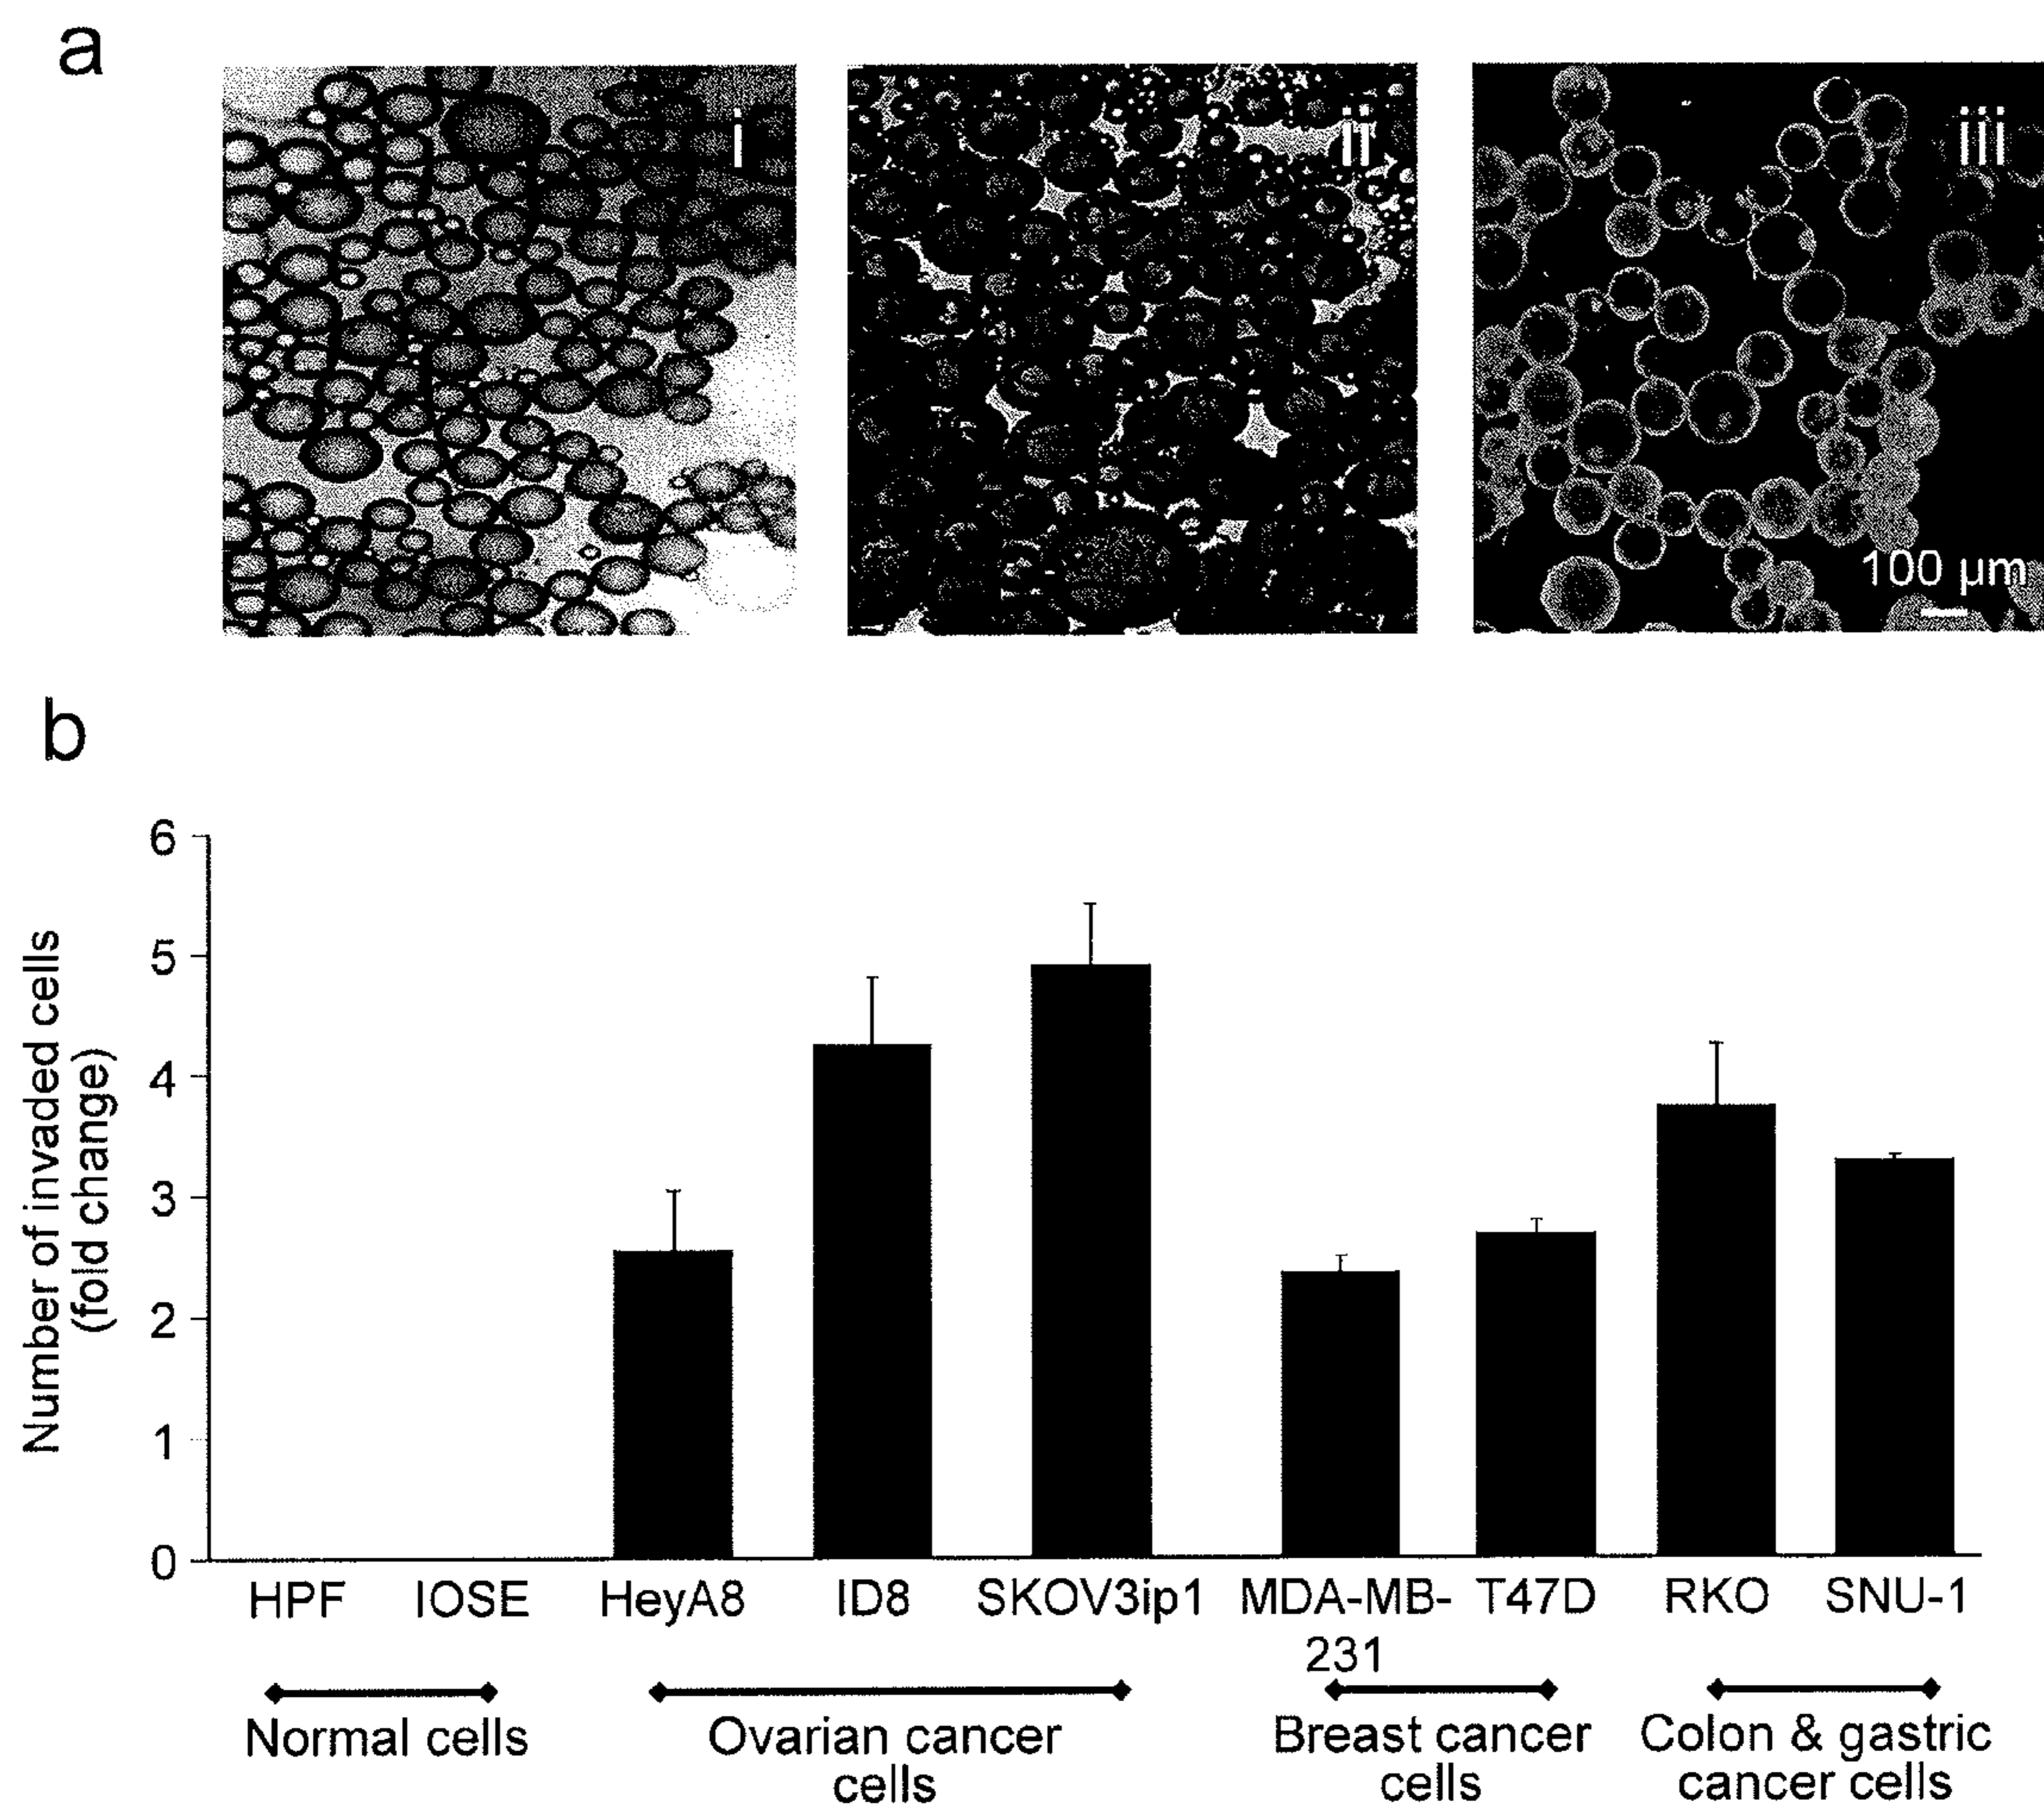 a
i
ii
iii
100 µm
b
Number of invaded cells
(fold change)
6
5
4
3
2
1
0
HPF IOSE HeyA8 ID8 SKOV3ip1 MDA-MB- T47D RKO SNU-1
231
Normal cells
Ovarian cancer
cells
Breast cancer
cells
Colon & gastric
cancer cells